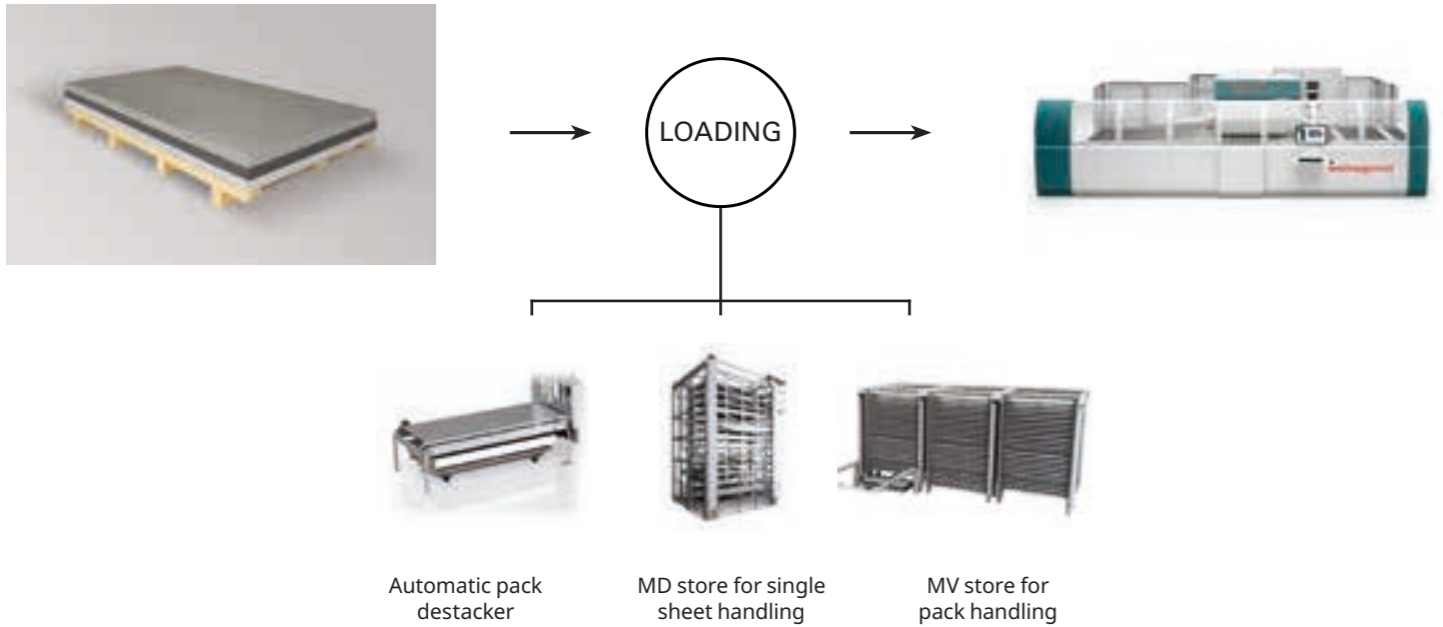 LOADING
Automatic pack
destacker
MD store for single
sheet handling
MV store for
pack handling